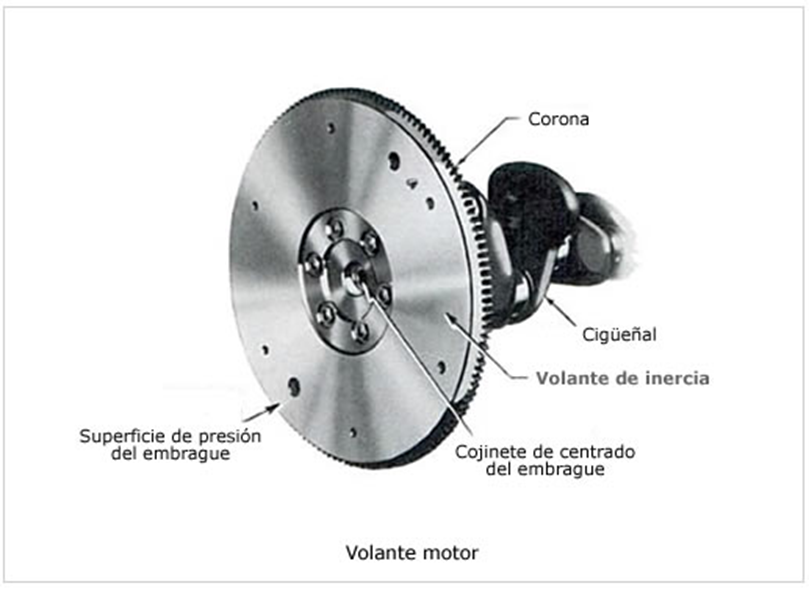 Corona
Cigüeñal
Volante de inercia
Superficie de presión
del embrague
Cojinete de centrado
del embrague
Volante motor